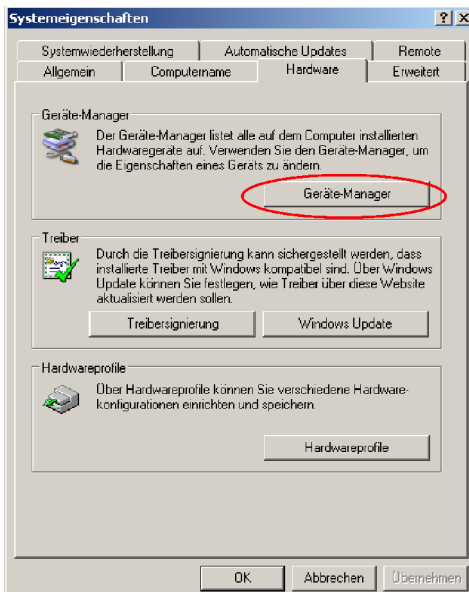 Systemeigenschaften
Systemwiederherstellung Automatische Updates Remote
Allgemein Computername Hardware Erweitert
Geräte-Manager
Der Geräte-Manager listet alle auf dem Computer installierten
Hardwaregeräte auf. Verwenden Sie den Geräte-Manager, um
die Eigenschaften eines Geräts zu ändern.
Geräte-Manager
Treiber
Durch die Treibersignierung kann sichergestellt werden, dass
installierte Treiber mit Windows kompatibel sind. Über Windows
Update können Sie festlegen, wie Treiber über diese Website
aktualisiert werden sollen.
Treibersignierung Windows Update
Hardwareprofile
Über Hardwareprofile können Sie verschiedene Hardware-
konfigurationen einrichten und speichern.
Hardwareprofile
OK Abbrechen Übernehmen